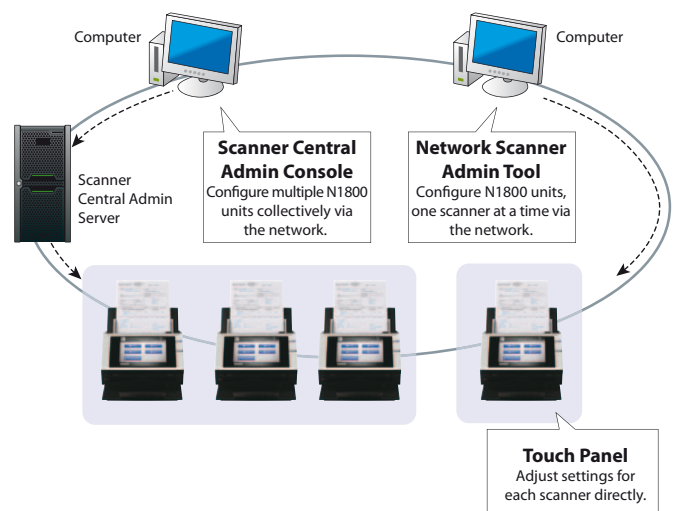 Computer
Computer
Scanner Central
Admin Console
Configure multiple N1800
units collectively via
the network.
Network Scanner
Admin Tool
Configure N1800 units,
one scanner at a time via
the network.
Scanner
Central Admin
Server
Touch Panel
Adjust settings for
each scanner directly.